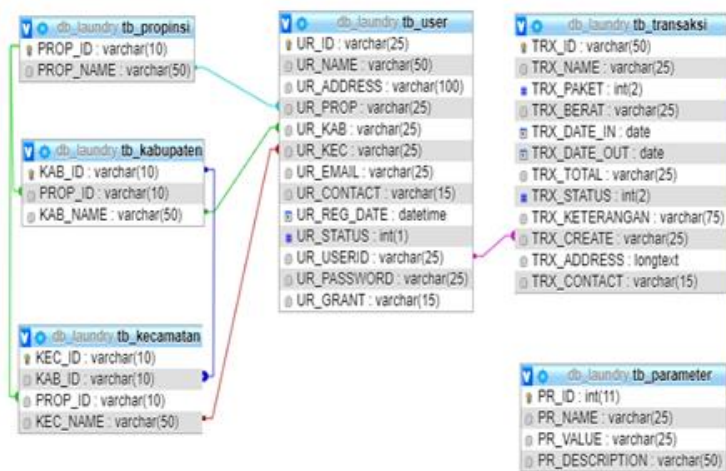 db_laundry tb_propinsi
PROP_ID : varchar(10)
PROP_NAME : varchar(50)
db_laundry tb_kabupaten
KAB_ID : varchar(10)
PROP_ID : varchar(10)
KAB_NAME : varchar(50)
db_laundry tb_kecamatan
KEC_ID : varchar(10)
KAB_ID : varchar(10)
PROP_ID : varchar(10)
KEC_NAME : varchar(50)
db_laundry tb_user
UR_ID : varchar(25)
UR_NAME : varchar(50)
UR_ADDRESS : varchar(100)
UR_PROP : varchar(25)
UR_KAB : varchar(25)
UR_KEC : varchar(25)
UR_EMAIL : varchar(25)
UR_CONTACT : varchar(15)
UR_REG_DATE : datetime
UR_STATUS : int(1)
UR_USERID : varchar(25)
UR_PASSWORD : varchar(25)
UR_GRANT : varchar(15)
db_laundry tb_transaksi
TRX_ID : varchar(50)
TRX_NAME : varchar(25)
TRX_PAKET : int(2)
TRX_BERAT : varchar(25)
TRX_DATE_IN : date
TRX_DATE_OUT : date
TRX_TOTAL : varchar(25)
TRX_STATUS : int(2)
TRX_KETERANGAN : varchar(75)
TRX_CREATE : varchar(25)
TRX_ADDRESS : longtext
TRX_CONTACT : varchar(15)
db_laundry tb_parameter
PR_ID : int(11)
PR_NAME : varchar(25)
PR_VALUE : varchar(25)
PR_DESCRIPTION : varchar(50)